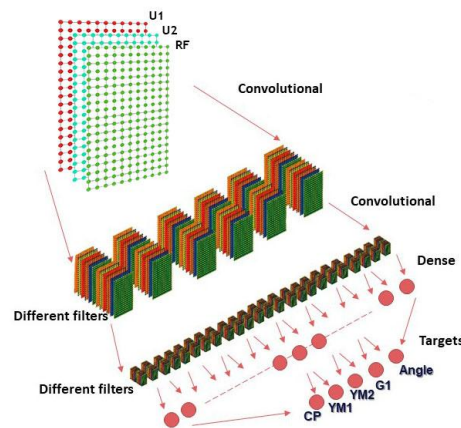 U1
U2
RF
Convolutional
Convolutional
Dense
Different filters
Targets
Different filters
Angle
G1
YM2
YM1
CP